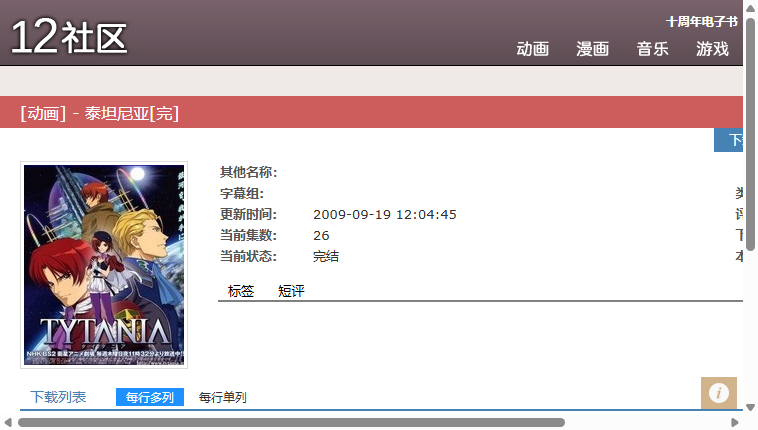 12社区
十周年电子书
动画 漫画 音乐 游戏
[动画] - 泰坦尼亚[完]
下
其他名称:
字幕组:
更新时间: 2009-09-19 12:04:45
当前集数: 26
当前状态: 完结
标签 短评
TYTANIA
NHK BS2 衛星アニメ劇場 毎週木曜日夜11時32分より放送中!
下载列表 每行多列 每行单列
i